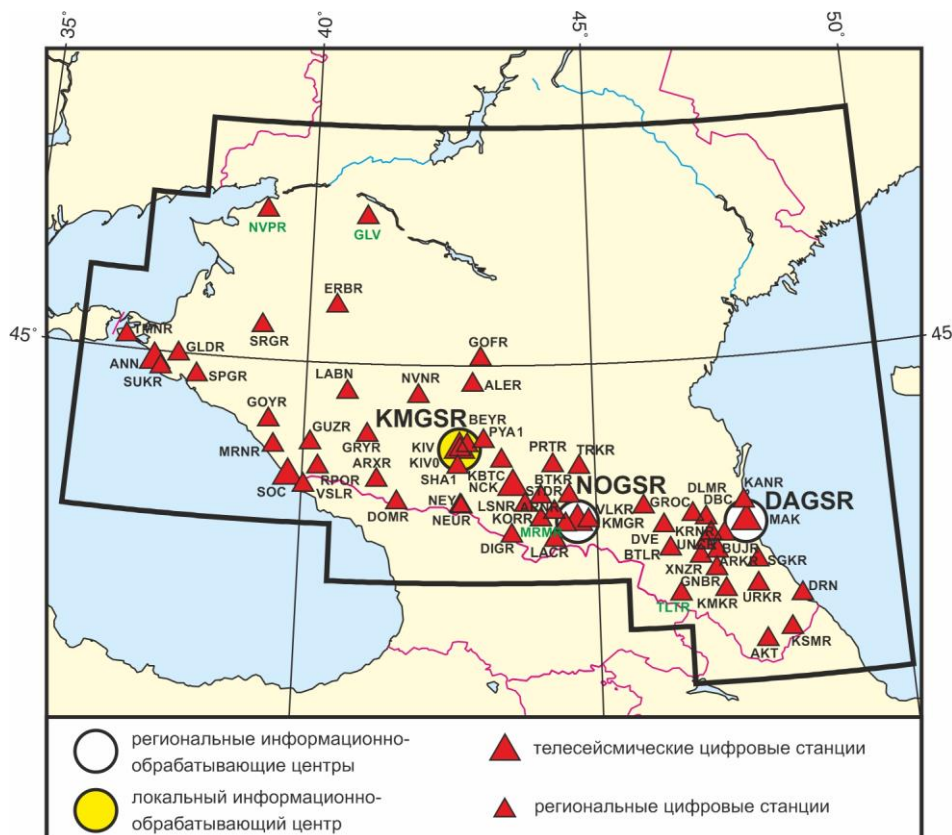 35°
40°
45°
50°
NVPR
GLV
ERBR
45°
45°
TMNR
SRGR
GLDR
GOFR
ANN
SUKR
SPGR
LABN
NVNR
ALER
GOYR
KMGSR
BEYR
GUZR
PYA1
MRNR
GRYR
KIV
PRTR
TRKR
KIV0
ARXR
RPOR
SHA1
KBTC
BTKR
NOGSR
DLMR
KANR
SOC
VSLR
NCK
STDR
GROC
DBC
DAGSR
NEY
LSNR
ARNR
VLKR
MAK
DOMR
NEUR
KORR
KMGR
DVE
KRNR
MRMR
UNCR
BUJR
DIGR
LACR
BTLR
ARKR
SGKR
XNZR
GNBR
DRN
TLTR
KMKR
URKR
KSMR
AKT
региональные информационно-
обрабатывающие центры
телесейсмические цифровые станции
локальный информационно-
обрабатывающий центр
региональные цифровые станции